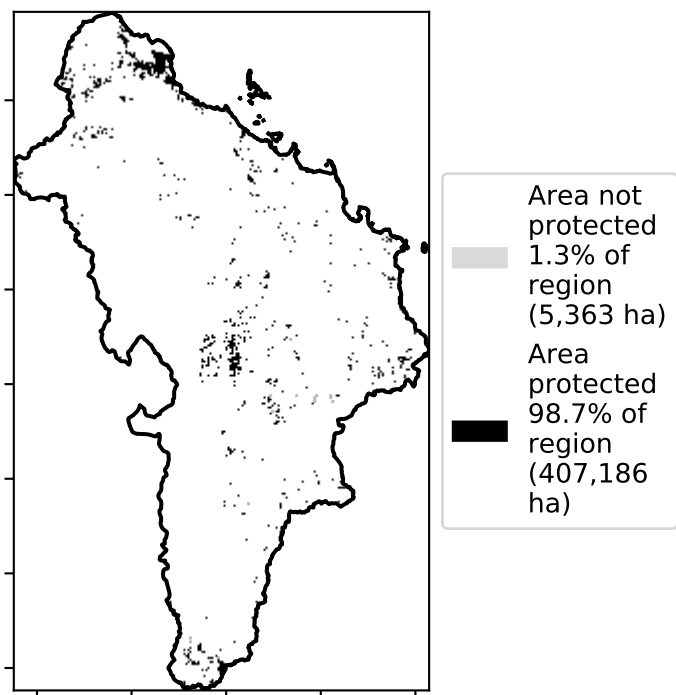 Area not
protected
1.3% of
region
(5,363 ha)
Area
protected
98.7% of
region
(407,186
ha)